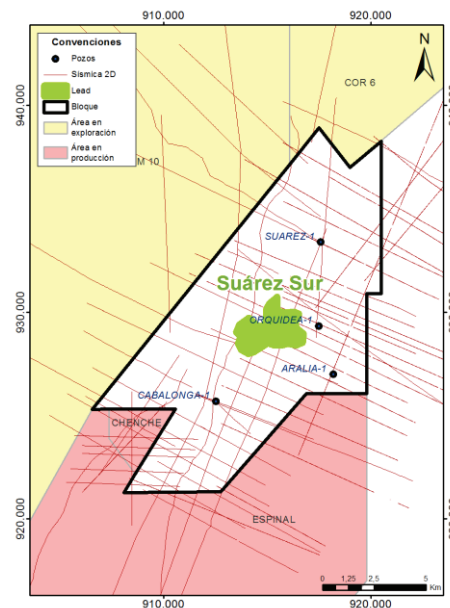 910.000
920.000
Convenciones
Pozos
Sísmica 2D
Lead
Bloque
Área en
exploración
Área en
producción
N
COR 6
940.000
M 10
SUAREZ-1
Suárez Sur
930.000
ORQUIDEA-1
ARALIA-1
CABALONGA-1
CHENCHE
ESPINAL
920.000
0 1,25 2,5 5
Km
910.000
920.000